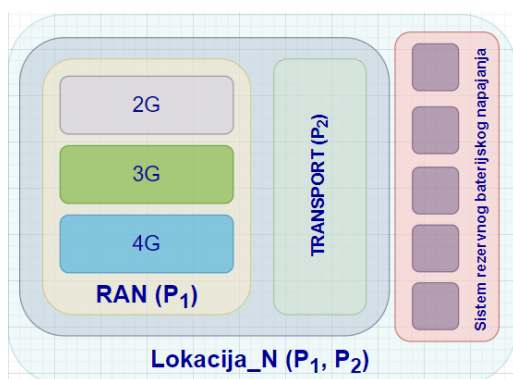 2G
3G
4G
RAN (P₁)
TRANSPORT (P₂)
Sistem rezervnog baterijskog napajanja
Lokacija_N (P₁, P₂)